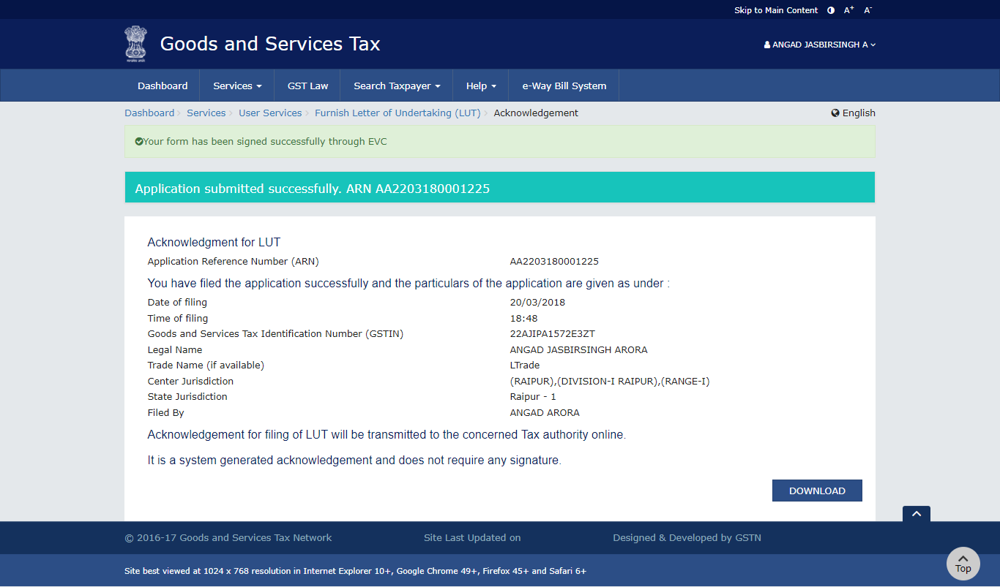 Skip to Main Content A+ A-
Goods and Services Tax
ANGAD JASBIRSINGH A
Dashboard Services GST Law Search Taxpayer Help e-Way Bill System
Dashboard Services User Services Furnish Letter of Undertaking (LUT) Acknowledgement English
Your form has been signed successfully through EVC
Application submitted successfully. ARN AA2203180001225
Acknowledgment for LUT
Application Reference Number (ARN) AA2203180001225
You have filed the application successfully and the particulars of the application are given as under :
Date of filing 20/03/2018
Time of filing 18:48
Goods and Services Tax Identification Number (GSTIN) 22AJIPA1572E3ZT
Legal Name ANGAD JASBIRSINGH ARORA
Trade Name (if available) LTrade
Center Jurisdiction (RAIPUR),(DIVISION-I RAIPUR),(RANGE-I)
State Jurisdiction Raipur - 1
Filed By ANGAD ARORA
Acknowledgement for filing of LUT will be transmitted to the concerned Tax authority online.
It is a system generated acknowledgement and does not require any signature.
DOWNLOAD
© 2016-17 Goods and Services Tax Network Site Last Updated on Designed & Developed by GSTN
Site best viewed at 1024 x 768 resolution in Internet Explorer 10+, Google Chrome 49+, Firefox 45+ and Safari 6+
Top